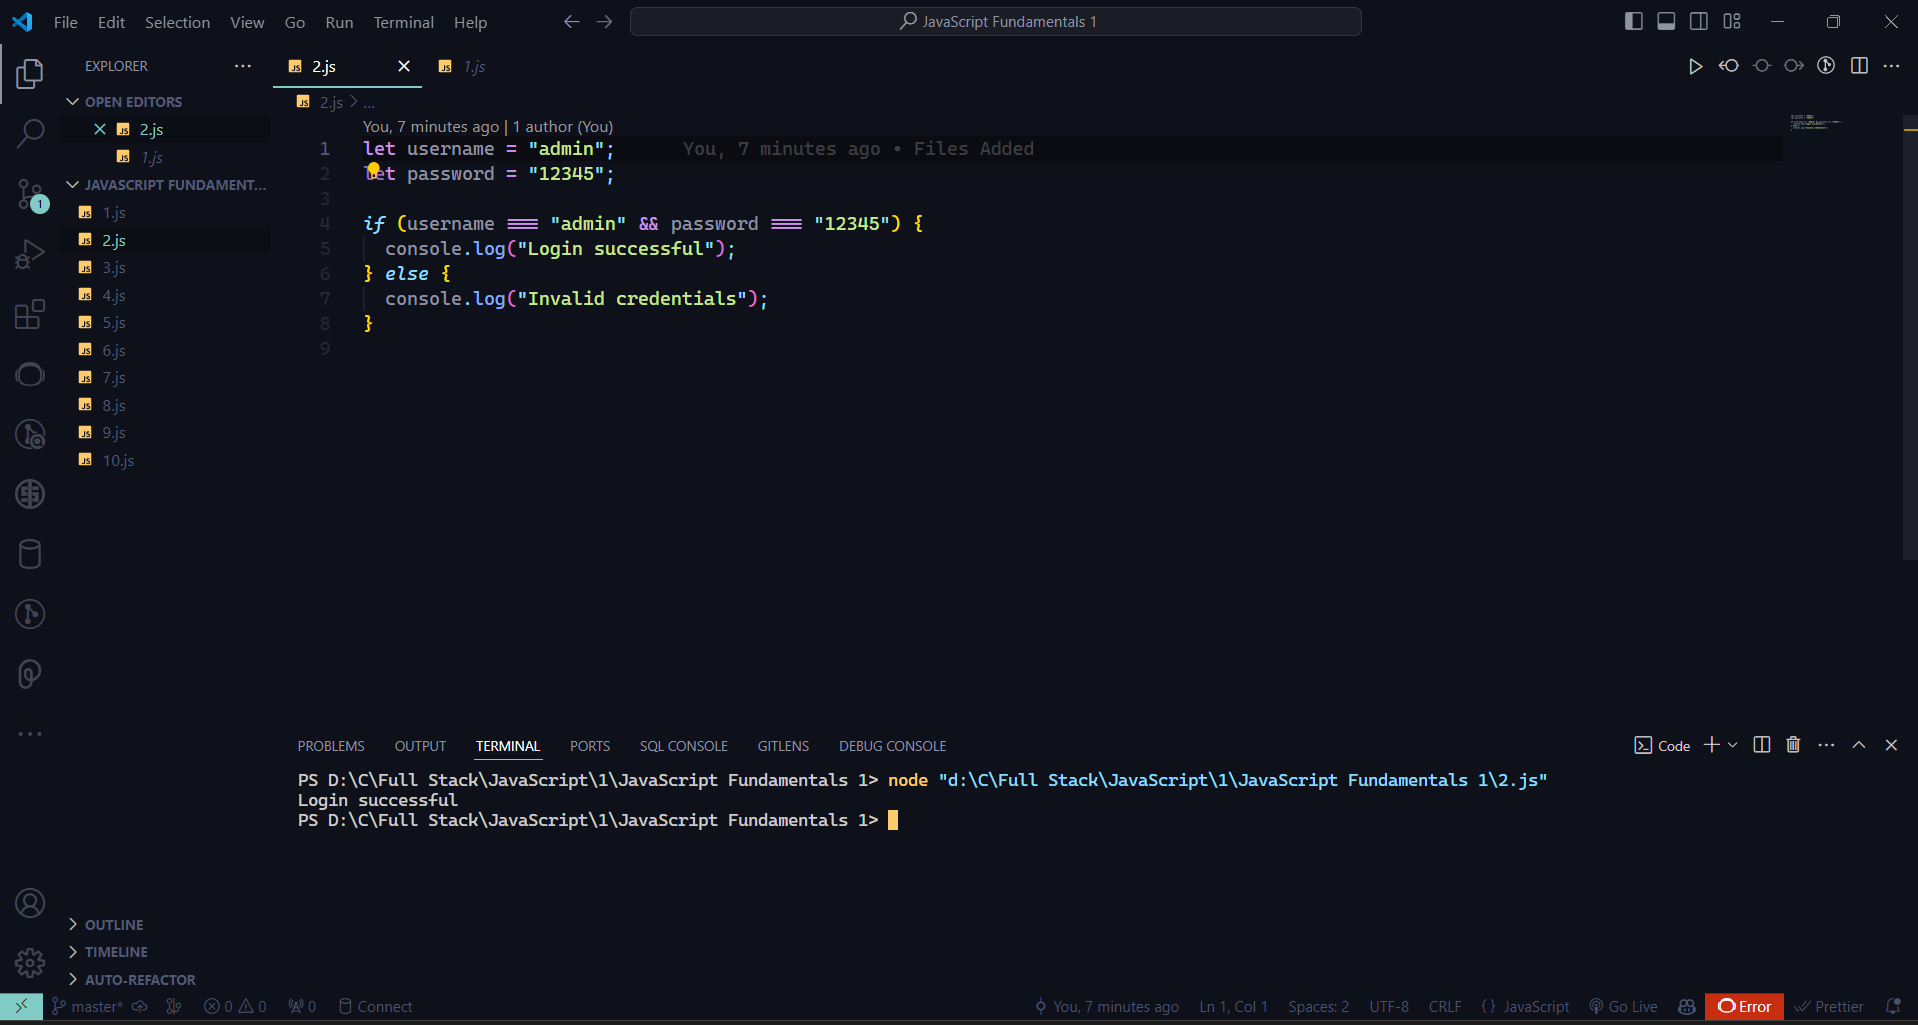 File Edit Selection View Go Run Terminal Help JavaScript Fundamentals 1
EXPLORER
OPEN EDITORS
2.js
1.js
JAVASCRIPT FUNDAMENT...
1.js
2.js
3.js
4.js
5.js
6.js
7.js
8.js
9.js
10.js
OUTLINE
TIMELINE
AUTO-REFACTOR
2.js 1.js
2.js > ...
You, 7 minutes ago | 1 author (You)
1 let username = "admin"; You, 7 minutes ago • Files Added
2 let password = "12345";
3
4 if (username === "admin" && password === "12345") {
5 console.log("Login successful");
6 } else {
7 console.log("Invalid credentials");
8 }
9
PROBLEMS OUTPUT TERMINAL PORTS SQL CONSOLE GITLENS DEBUG CONSOLE Code
PS D:\C\Full Stack\JavaScript\1\JavaScript Fundamentals 1> node "d:\C\Full Stack\JavaScript\1\JavaScript Fundamentals 1\2.js"
Login successful
PS D:\C\Full Stack\JavaScript\1\JavaScript Fundamentals 1>
master* 0 0 0 Connect You, 7 minutes ago Ln 1, Col 1 Spaces: 2 UTF-8 CRLF {} JavaScript Go Live Error Prettier